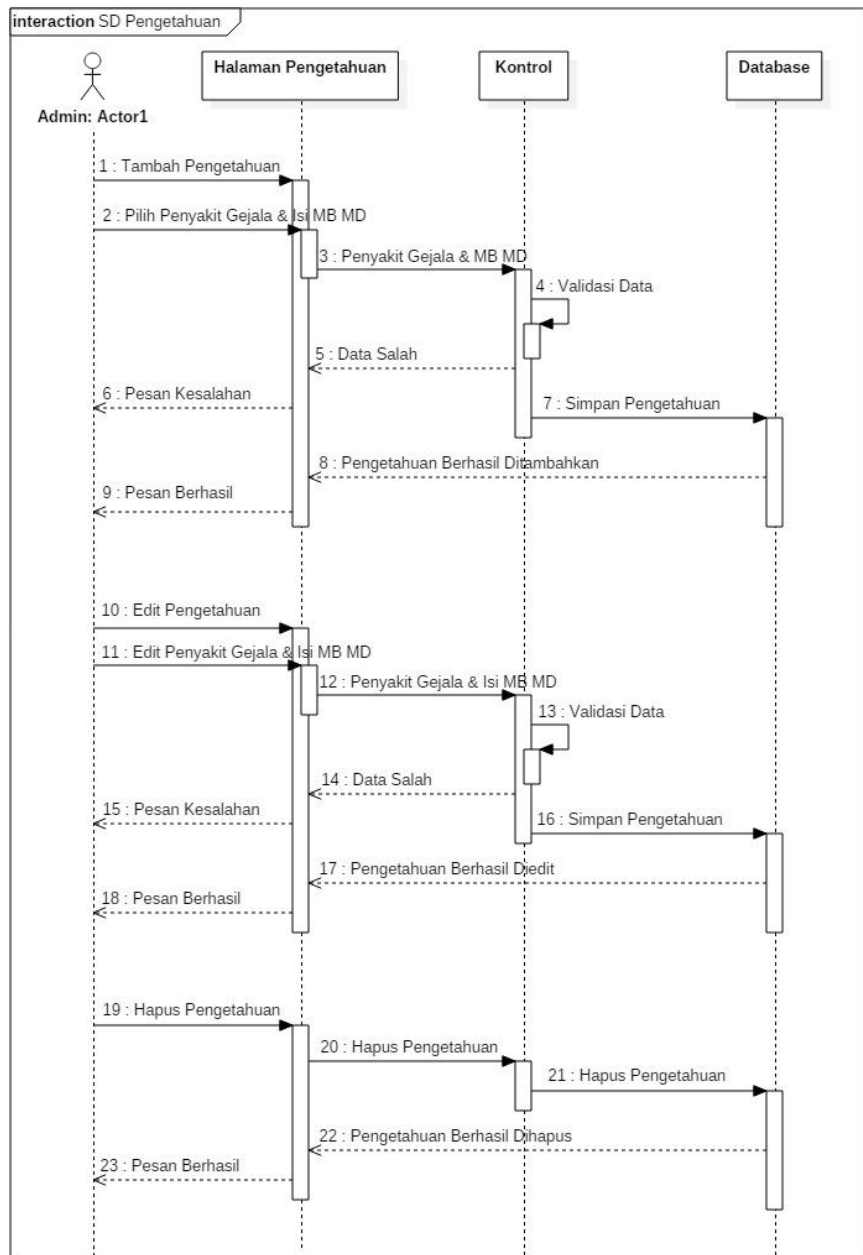 interaction SD Pengetahuan
Halaman Pengetahuan
Kontrol
Database
Admin: Actor1
1 : Tambah Pengetahuan
2 : Pilih Penyakit Gejala & Isi MB MD
3 : Penyakit Gejala & MB MD
4 : Validasi Data
5 : Data Salah
6 : Pesan Kesalahan
7 : Simpan Pengetahuan
8 : Pengetahuan Berhasil Ditambahkan
9 : Pesan Berhasil
10 : Edit Pengetahuan
11 : Edit Penyakit Gejala & Isi MB MD
12 : Penyakit Gejala & Isi MB MD
13 : Validasi Data
14 : Data Salah
15 : Pesan Kesalahan
16 : Simpan Pengetahuan
17 : Pengetahuan Berhasil Diedit
18 : Pesan Berhasil
19 : Hapus Pengetahuan
20 : Hapus Pengetahuan
21 : Hapus Pengetahuan
22 : Pengetahuan Berhasil Dihapus
23 : Pesan Berhasil